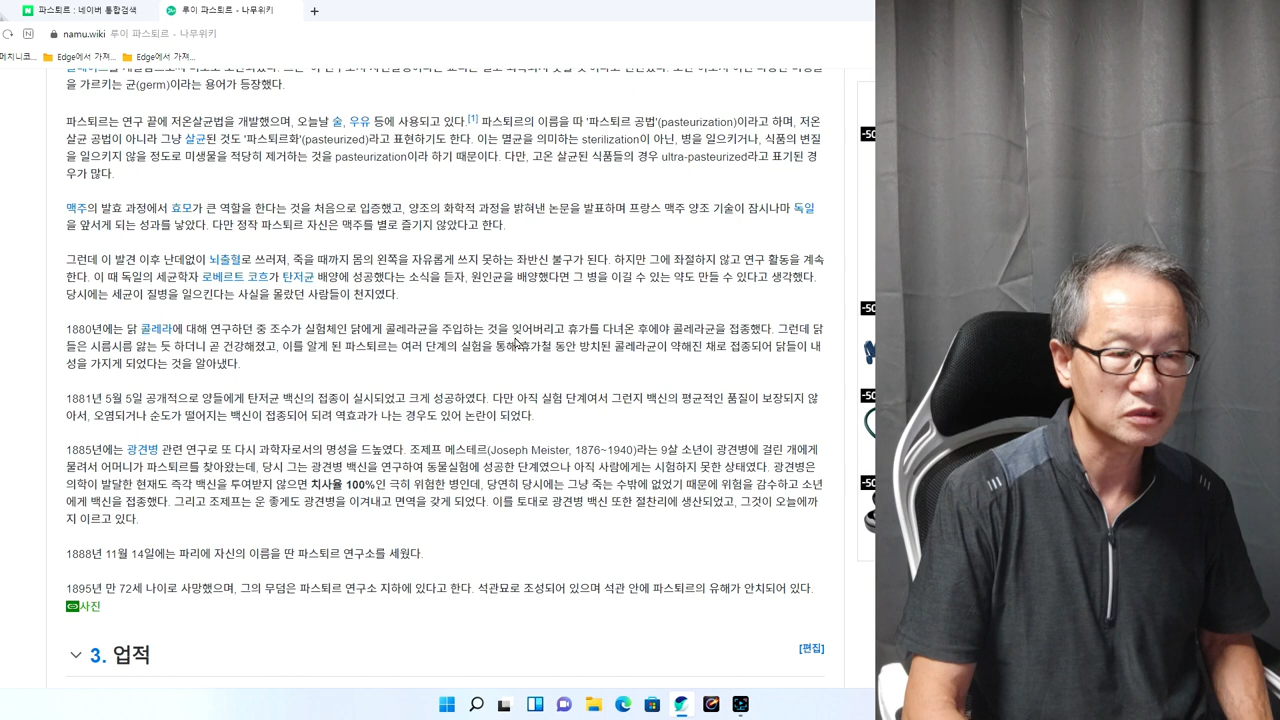 파스퇴르 : 네이버 통합검색
루이 파스퇴르 - 나무위키
namu.wiki 루이 파스퇴르 - 나무위키
Edge에서 가져... Edge에서 가져...
을 가르키는 균(germ)이라는 용어가 등장했다.
파스퇴르는 연구 끝에 저온살균법을 개발했으며, 오늘날 술, 우유 등에 사용되고 있다.[1] 파스퇴르의 이름을 따 '파스퇴르 공법'(pasteurization)이라고 하며, 저온
살균 공법이 아니라 그냥 살균된 것도 '파스퇴르화'(pasteurized)라고 표현하기도 한다. 이는 멸균을 의미하는 sterilization이 아닌, 병을 일으키거나, 식품의 변질
을 일으키지 않을 정도로 미생물을 적당히 제거하는 것을 pasteurization이라 하기 때문이다. 다만, 고온 살균된 식품들의 경우 ultra-pasteurized라고 표기된 경
우가 많다.
맥주의 발효 과정에서 효모가 큰 역할을 한다는 것을 처음으로 입증했고, 양조의 화학적 과정을 밝혀낸 논문을 발표하며 프랑스 맥주 양조 기술이 잠시나마 독일
을 앞서게 되는 성과를 낳았다. 다만 정작 파스퇴르 자신은 맥주를 별로 즐기지 않았다고 한다.
그런데 이 발견 이후 난데없이 뇌출혈로 쓰러져, 죽을 때까지 몸의 왼쪽을 자유롭게 쓰지 못하는 좌반신 불구가 된다. 하지만 그에 좌절하지 않고 연구 활동을 계속
한다. 이 때 독일의 세균학자 로베르트 코흐가 탄저균 배양에 성공했다는 소식을 듣자, 원인균을 배양했다면 그 병을 이길 수 있는 약도 만들 수 있다고 생각했다.
당시에는 세균이 질병을 일으킨다는 사실을 몰랐던 사람들이 천지였다.
1880년에는 닭 콜레라에 대해 연구하던 중 조수가 실험체인 닭에게 콜레라균을 주입하는 것을 잊어버리고 휴가를 다녀온 후에야 콜레라균을 접종했다. 그런데 닭
들은 시름시름 앓는 듯 하더니 곧 건강해졌고, 이를 알게 된 파스퇴르는 여러 단계의 실험을 통해 휴가철 동안 방치된 콜레라균이 약해진 채로 접종되어 닭들이 내
성을 가지게 되었다는 것을 알아냈다.
1881년 5월 5일 공개적으로 양들에게 탄저균 백신의 접종이 실시되었고 크게 성공하였다. 다만 아직 실험 단계여서 그런지 백신의 평균적인 품질이 보장되지 않
아서, 오염되거나 순도가 떨어지는 백신이 접종되어 되려 역효과가 나는 경우도 있어 논란이 되었다.
1885년에는 광견병 관련 연구로 또 다시 과학자로서의 명성을 드높였다. 조제프 메스테르(Joseph Meister, 1876~1940)라는 9살 소년이 광견병에 걸린 개에게
물려서 어머니가 파스퇴르를 찾아왔는데, 당시 그는 광견병 백신을 연구하여 동물실험에 성공한 단계였으나 아직 사람에게는 시험하지 못한 상태였다. 광견병은
의학이 발달한 현재도 즉각 백신을 투여받지 않으면 치사율 100%인 극히 위험한 병인데, 당연히 당시에는 그냥 죽는 수밖에 없었기 때문에 위험을 감수하고 소년
에게 백신을 접종했다. 그리고 조제프는 운 좋게도 광견병을 이겨내고 면역을 갖게 되었다. 이를 토대로 광견병 백신 또한 절찬리에 생산되었고, 그것이 오늘에까
지 이르고 있다.
1888년 11월 14일에는 파리에 자신의 이름을 딴 파스퇴르 연구소를 세웠다.
1895년 만 72세 나이로 사망했으며, 그의 무덤은 파스퇴르 연구소 지하에 있다고 한다. 석관묘로 조성되어 있으며 석관 안에 파스퇴르의 유해가 안치되어 있다.
사진
3. 업적
[편집]
-50
-50
-50
-50